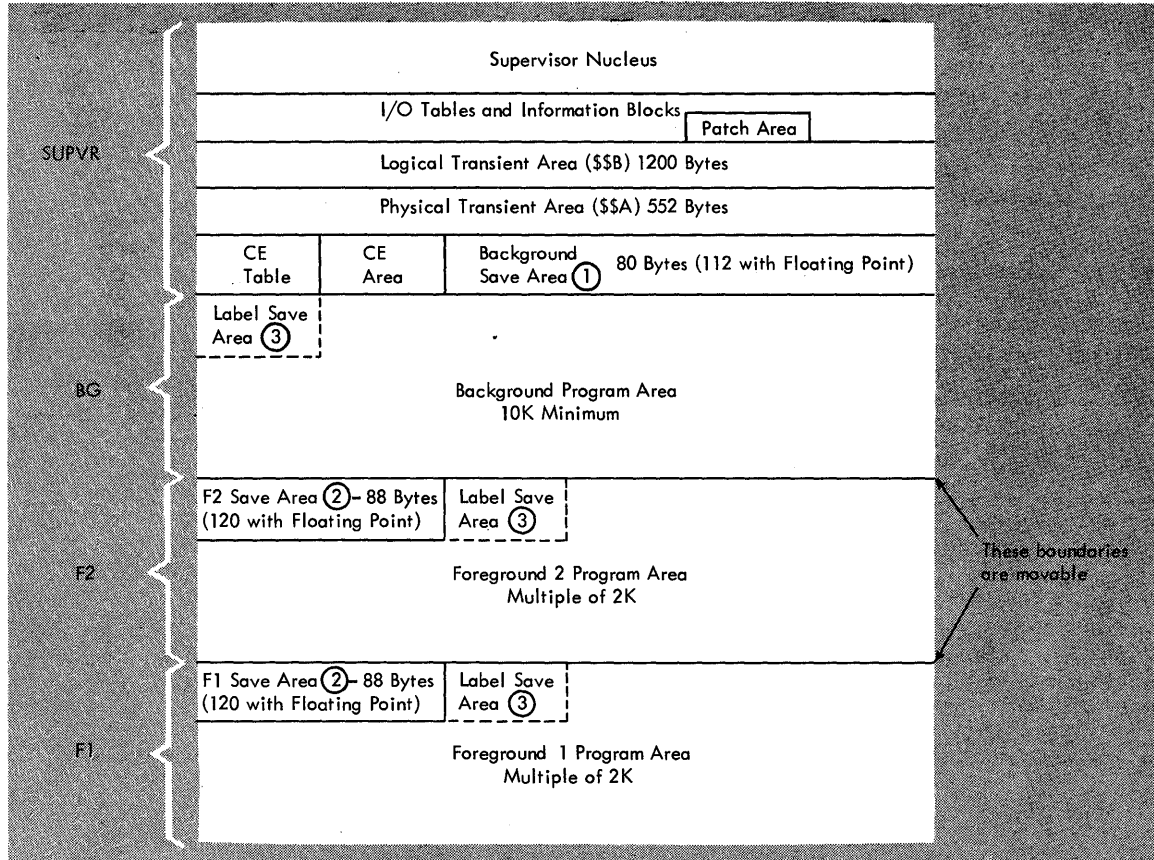 Supervisor Nucleus
I/O Tables and Information Blocks
Patch Area
SUPVR
Logical Transient Area ($$B) 1200 Bytes
Physical Transient Area ($$A) 552 Bytes
CE
Table
CE
Area
Background
Save Area 1
80 Bytes (112 with Floating Point)
Label Save
Area 3
BG
Background Program Area
10K Minimum
F2 Save Area 2 - 88 Bytes
(120 with Floating Point)
Label Save
Area 3
These boundaries
are movable
F2
Foreground 2 Program Area
Multiple of 2K
F1 Save Area 2 - 88 Bytes
(120 with Floating Point)
Label Save
Area 3
F1
Foreground 1 Program Area
Multiple of 2K